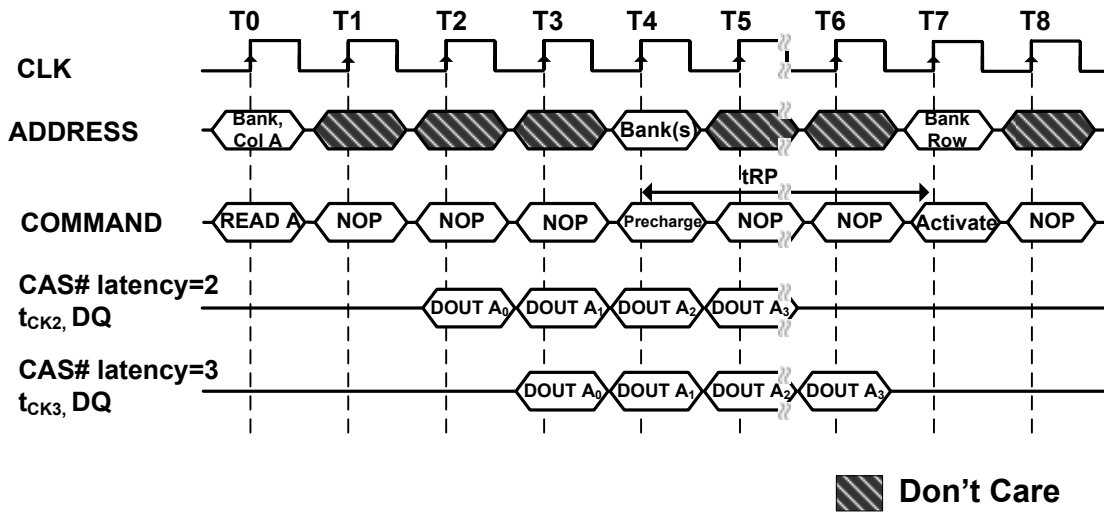 T0 T1 T2 T3 T4 T5 T6 T7 T8
CLK
ADDRESS
Bank,
Col A
Bank(s)
Bank
Row
tRP
COMMAND
READ A NOP NOP NOP Precharge NOP NOP Activate NOP
CAS# latency=2
tCK2, DQ
DOUT A0 DOUT A1 DOUT A2 DOUT A3
CAS# latency=3
tCK3, DQ
DOUT A0 DOUT A1 DOUT A2 DOUT A3
Don't Care